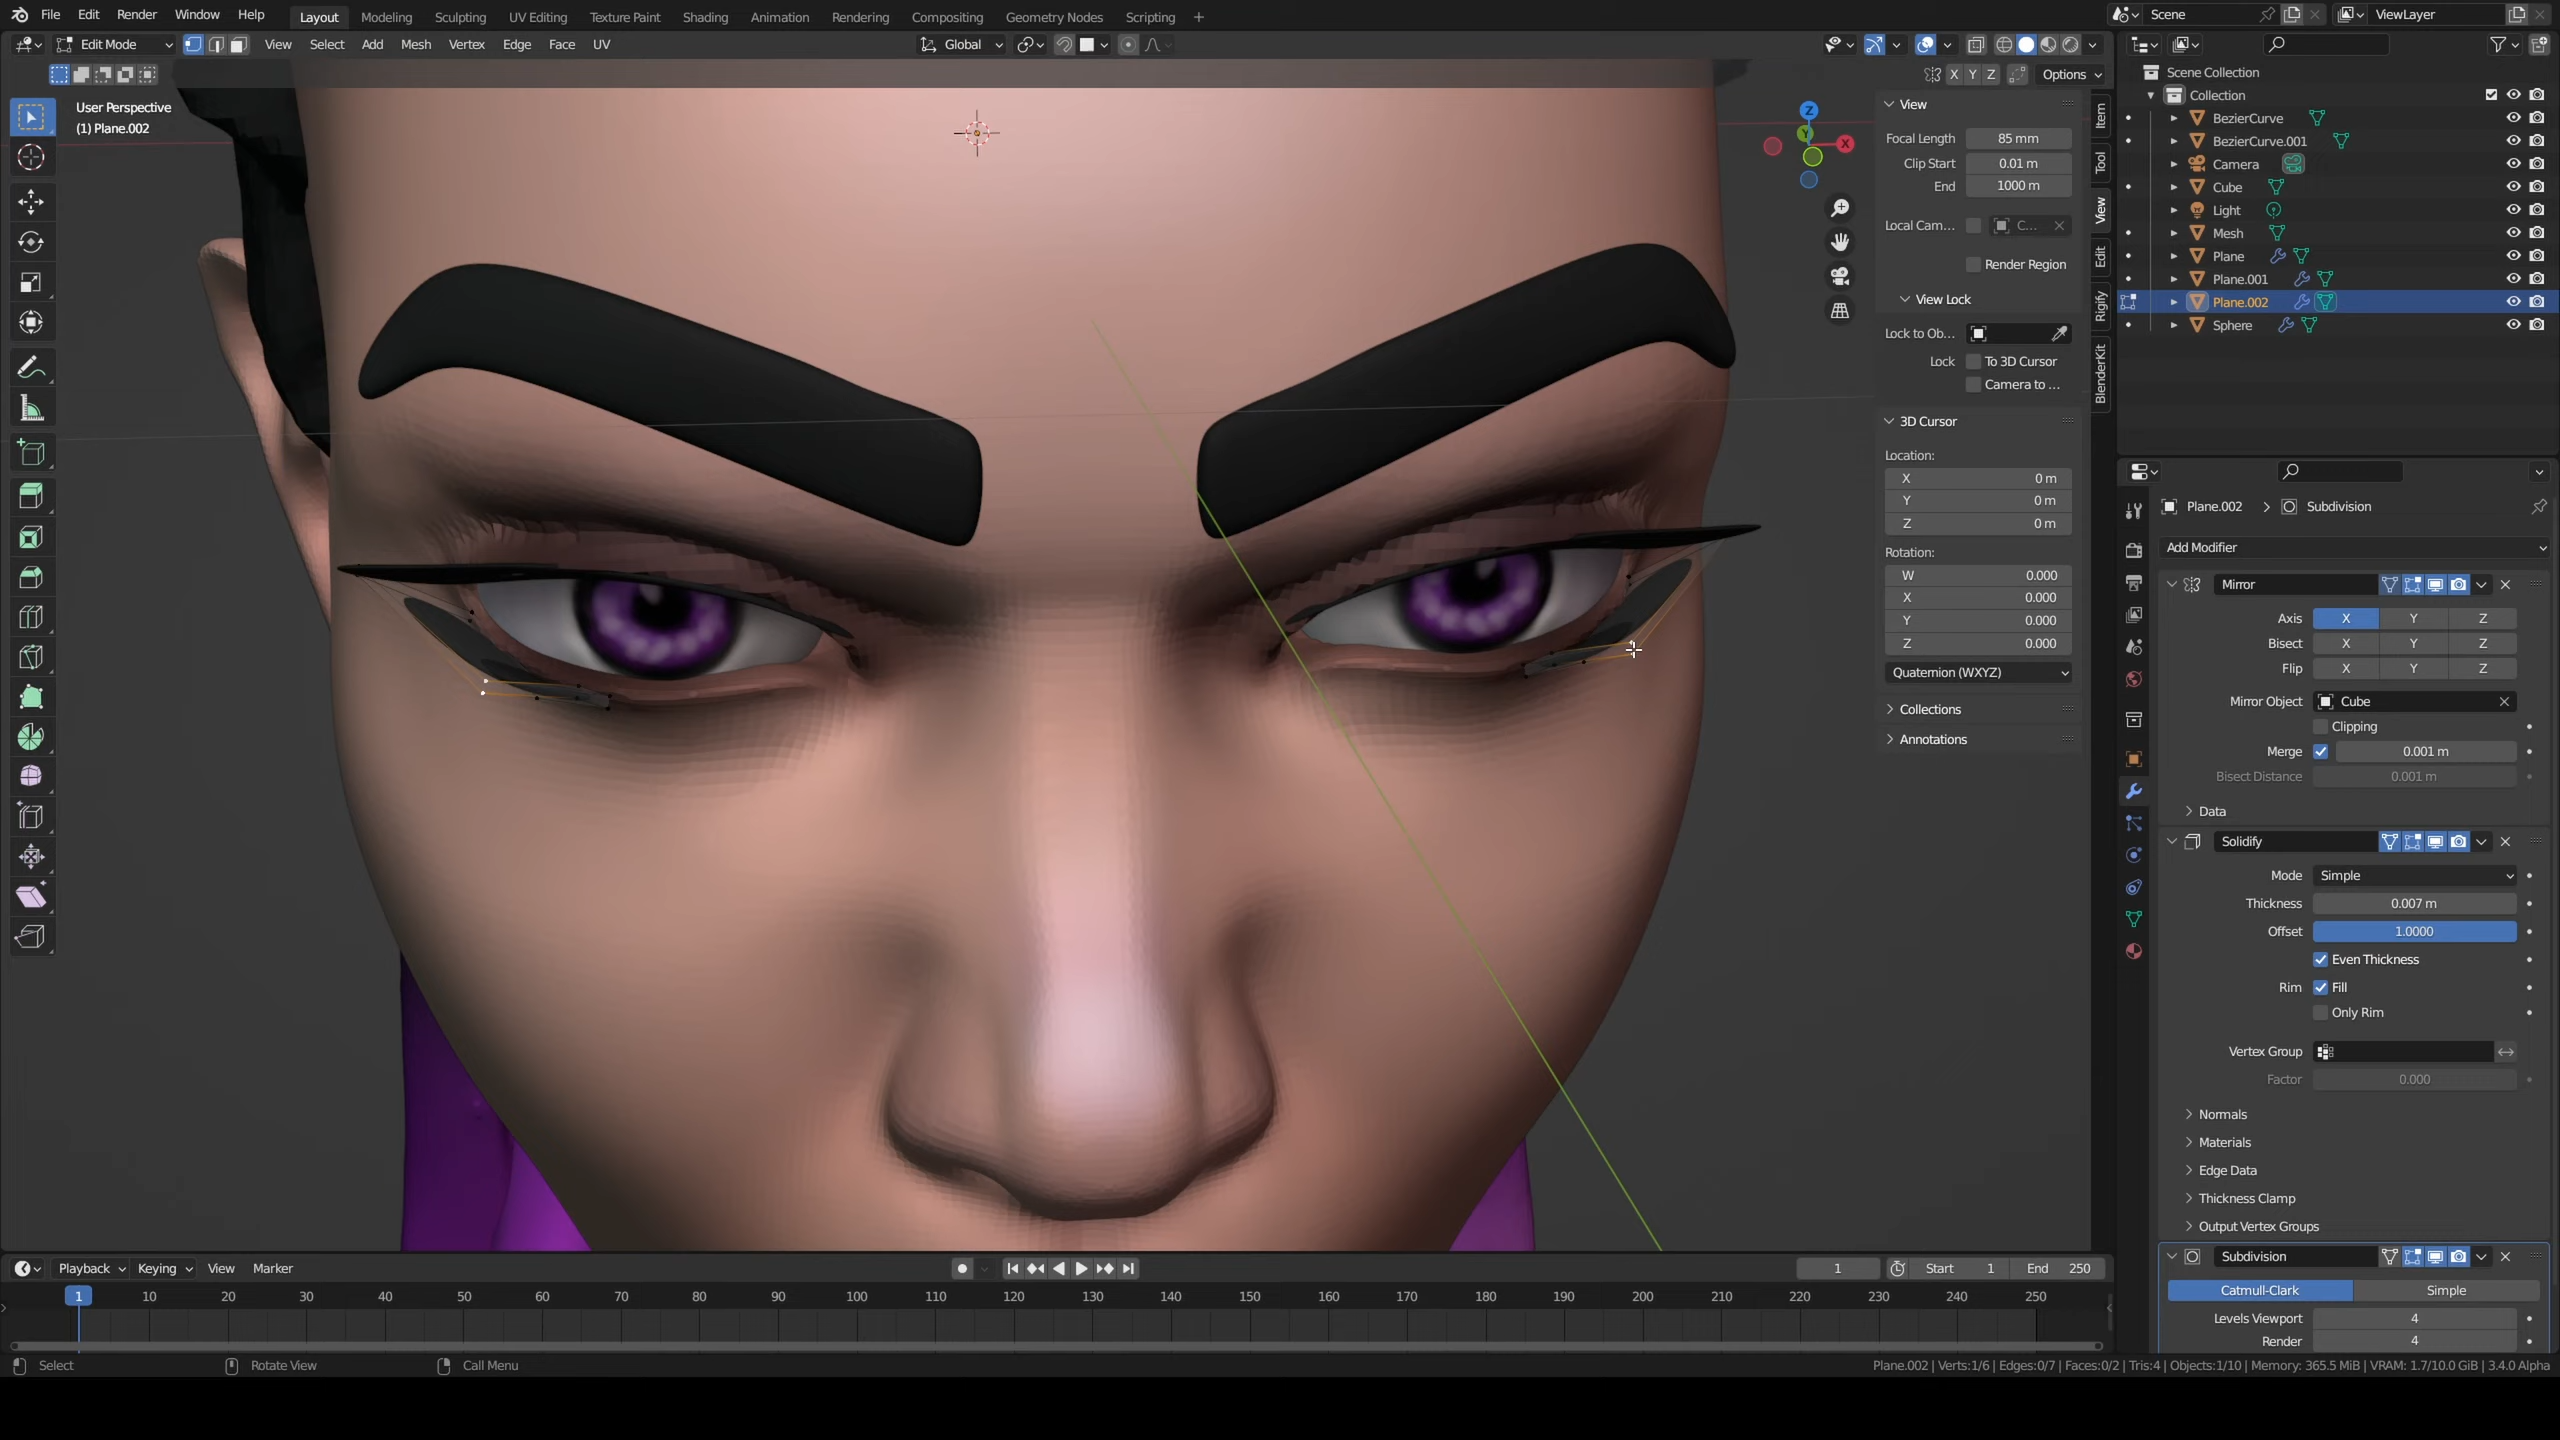 File Edit Render Window Help Layout Modeling Sculpting UV Editing Texture Paint Shading Animation Rendering Compositing Geometry Nodes Scripting + Scene ViewLayer
Edit Mode View Select Add Mesh Vertex Edge Face UV Global
X Y Z Options
User Perspective
(1) Plane.002
Z
Y
X
View
Focal Length 85 mm
Clip Start 0.01 m
End 1000 m
Local Cam... C...
Render Region
View Lock
Lock to Ob...
Lock To 3D Cursor
Camera to ...
3D Cursor
Location:
X 0 m
Y 0 m
Z 0 m
Rotation:
W 0.000
X 0.000
Y 0.000
Z 0.000
Quaternion (WXYZ)
Collections
Annotations
Item
Tool
View
Edit
Rigify
BlenderKit
Scene Collection
Collection
BezierCurve
BezierCurve.001
Camera
Cube
Light
Mesh
Plane
Plane.001
Plane.002
Sphere
Plane.002 > Subdivision
Add Modifier
Mirror
Axis X Y Z
Bisect X Y Z
Flip X Y Z
Mirror Object Cube
Clipping
Merge 0.001 m
Bisect Distance 0.001 m
Data
Solidify
Mode Simple
Thickness 0.007 m
Offset 1.0000
Even Thickness
Rim Fill
Only Rim
Vertex Group
Factor 0.000
Normals
Materials
Edge Data
Thickness Clamp
Output Vertex Groups
Subdivision
Catmull-Clark Simple
Levels Viewport 4
Render 4
Playback Keying View Marker 1 Start 1 End 250
1 10 20 30 40 50 60 70 80 90 100 110 120 130 140 150 160 170 180 190 200 210 220 230 240 250
Select Rotate View Call Menu Plane.002 | Verts:1/6 | Edges:0/7 | Faces:0/2 | Tris:4 | Objects:1/10 | Memory: 365.5 MiB | VRAM: 1.7/10.0 GiB | 3.4.0 Alpha